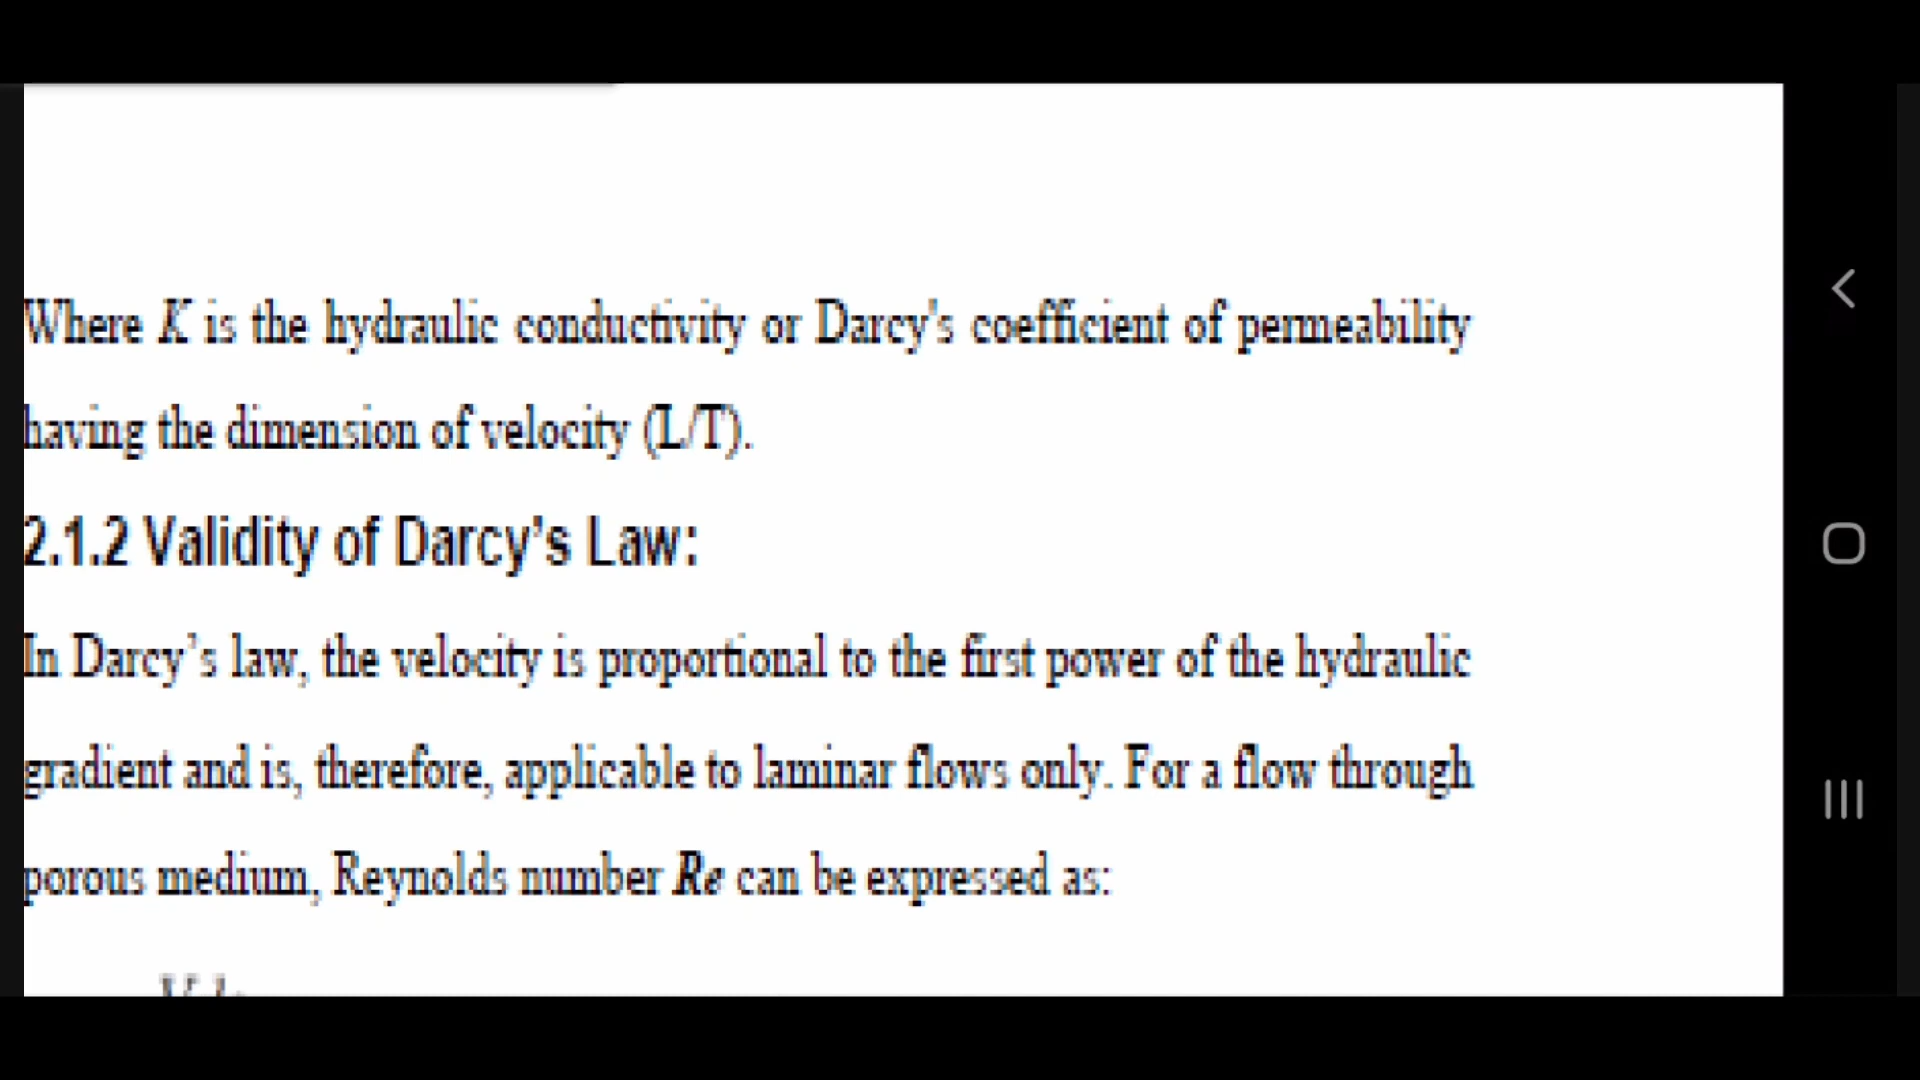 Where K is the hydraulic conductivity or Darcy's coefficient of permeability
having the dimension of velocity (L/T).
2.1.2 Validity of Darcy’s Law:
In Darcy’s law, the velocity is proportional to the first power of the hydraulic
gradient and is, therefore, applicable to laminar flows only. For a flow through
porous medium, Reynolds number Re can be expressed as: